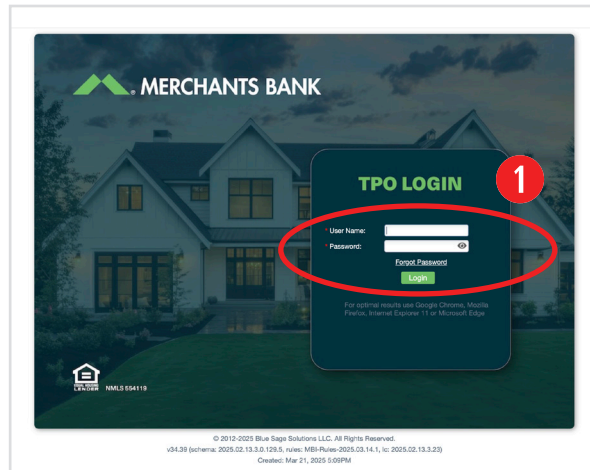 MERCHANTS BANK
TPO LOGIN
1
* User Name:
* Password:
Forgot Password
Login
For optimal results use Google Chrome, Mozilla
Firefox, Internet Explorer 11 or Microsoft Edge
EQUAL HOUSING
LENDER
NMLS 554119
© 2012-2025 Blue Sage Solutions LLC. All Rights Reserved.
v34.39 (schema: 2025.02.13.3.0.129.5, rules: MBI-Rules-2025.03.14.1, lc: 2025.02.13.3.23)
Created: Mar 21, 2025 5:09PM